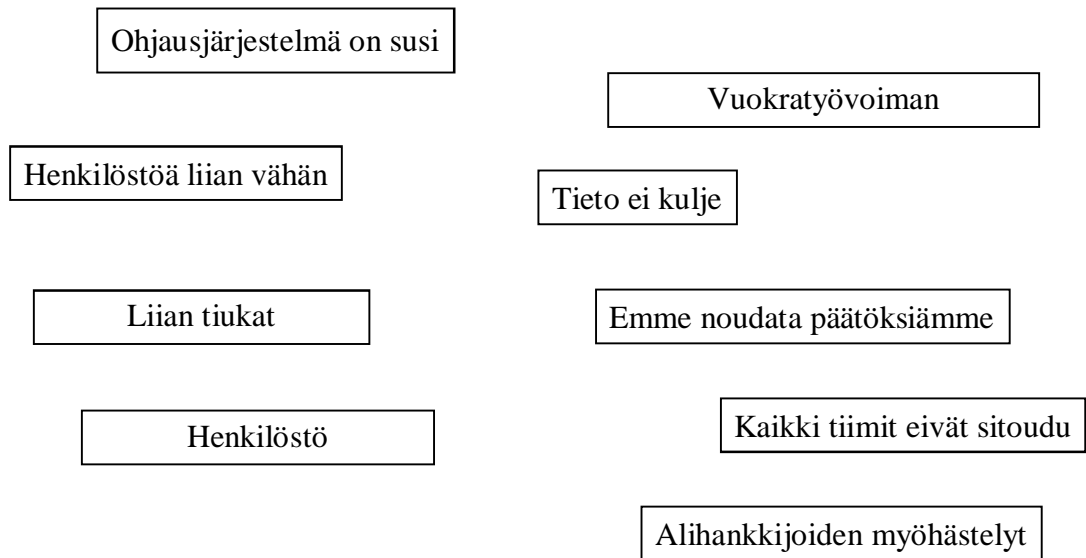 Ohjausjärjestelmä on susi
Vuokratyövoiman
Henkilöstöä liian vähän
Tieto ei kulje
Liian tiukat
Emme noudata päätöksiämme
Kaikki tiimit eivät sitoudu
Henkilöstö
Alihankkijoiden myöhästelyt